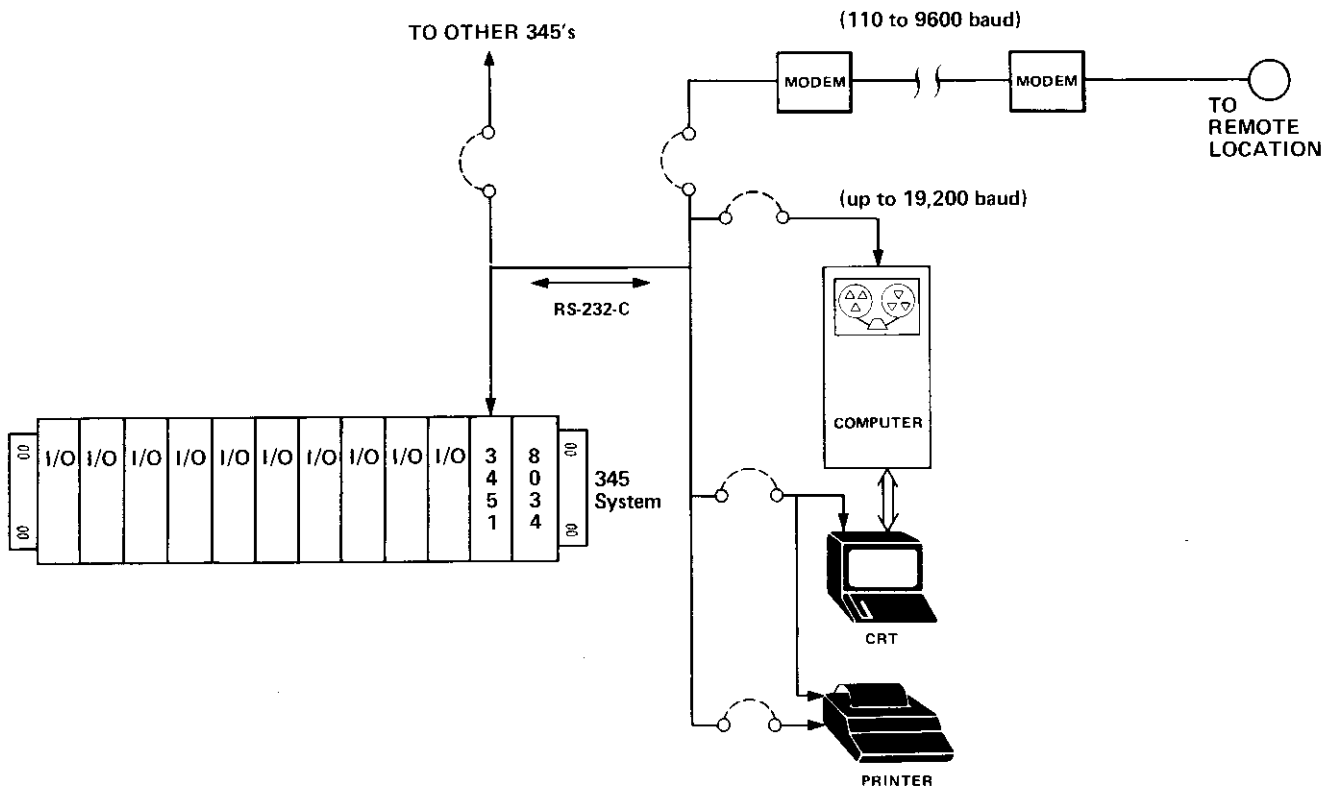 (110 to 9600 baud)
TO OTHER 345's
MODEM
MODEM
TO
REMOTE
LOCATION
(up to 19,200 baud)
RS-232-C
COMPUTER
I/O I/O I/O I/O I/O I/O I/O I/O I/O I/O
3
4
5
1
8
0
3
4
345
System
CRT
PRINTER